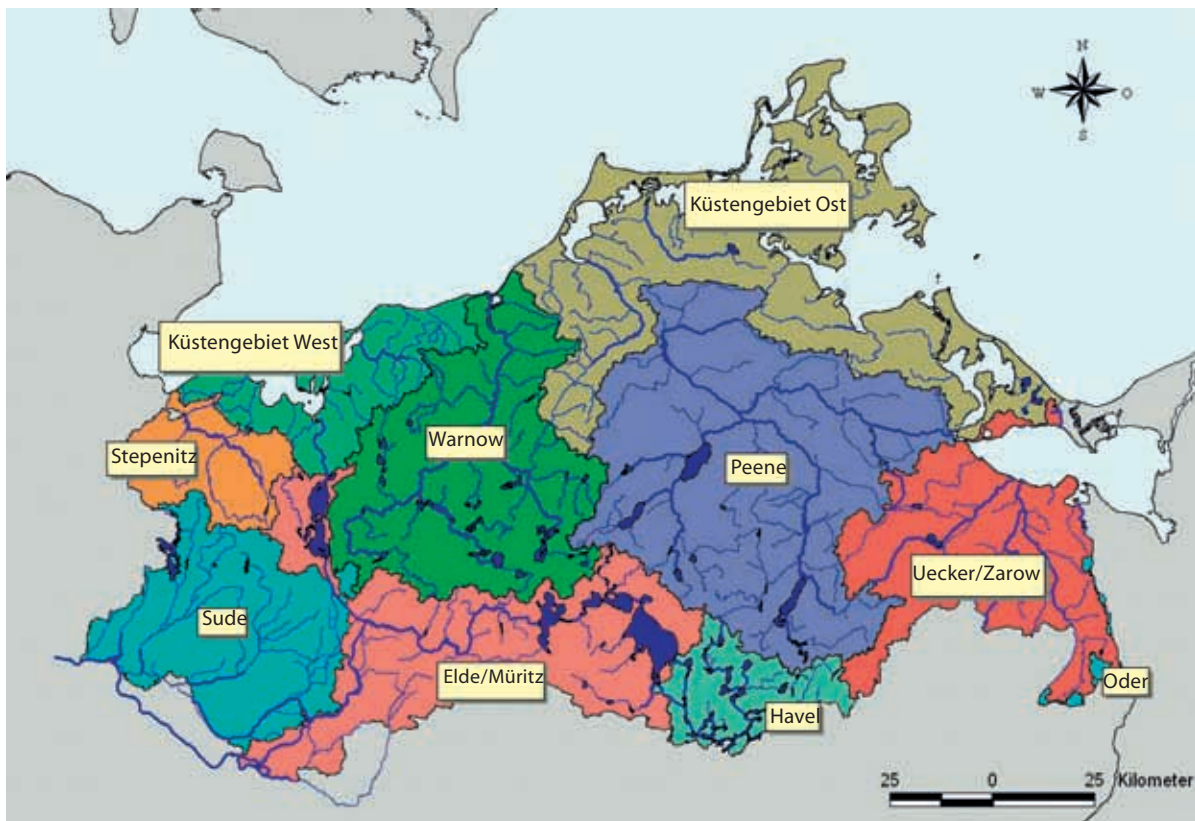 N
W O
S
Küstengebiet Ost
Küstengebiet West
Warnow
Stepenitz
Peene
Uecker/Zarow
Sude
Elde/Müritz
Oder
Havel
25 0 25 Kilometer